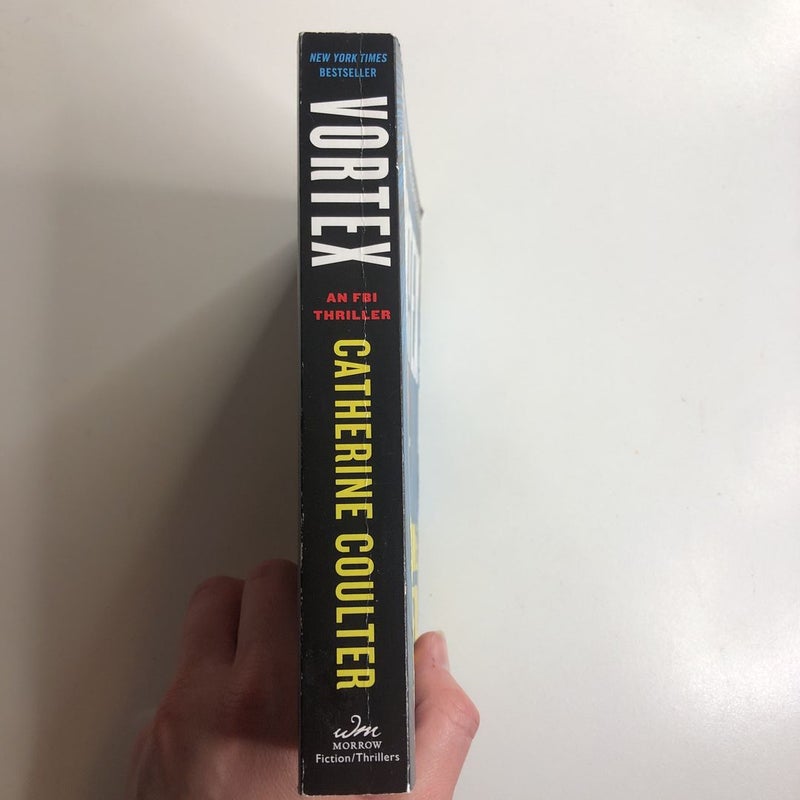 NEW YORK TIMES
BESTSELLER
VORTEX
AN FBI
THRILLER
CATHERINE COULTER
wm
MORROW
Fiction/Thrillers